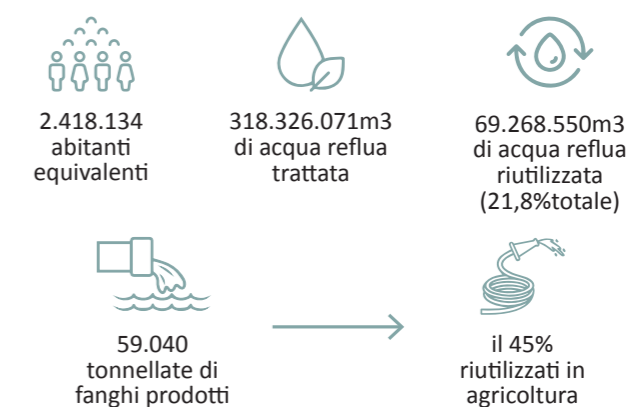 2.418.134
abitanti
equivalenti
318.326.071m3
di acqua reflua
trattata
69.268.550m3
di acqua reflua
riutilizzata
(21,8%totale)
59.040
tonnellate di
fanghi prodotti
il 45%
riutilizzati in
agricoltura